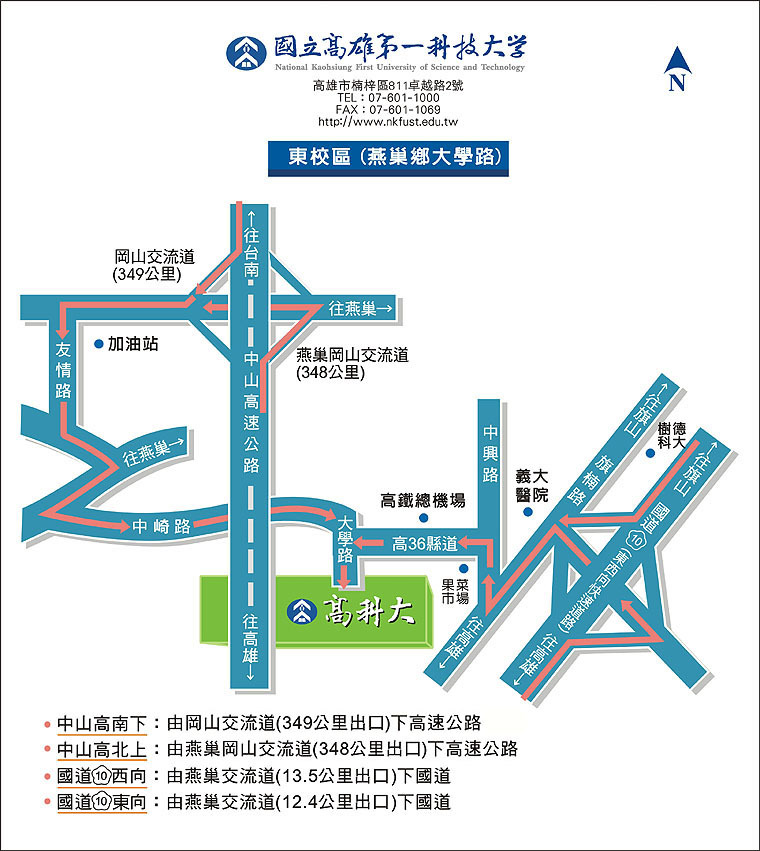 國立高雄第一科技大学
National Kaohsiung First University of Science and Technology
高雄市楠梓區811卓越路2號
TEL：07-601-1000
FAX：07-601-1069
http://www.nkfust.edu.tw
N
東校區 (燕巢鄉大學路)
←往台南
岡山交流道
(349公里)
往燕巢→
友情路
加油站
燕巢岡山交流道
(348公里)
中山高速公路
往燕巢→
中崎路
大學路
高鐵總機場
高36縣道
中興路
義大
醫院
果菜
市場
←往旗山
旗楠路
往高雄→
樹德
科大
←往旗山
國道⑩(東西向快速道路)
往高雄→
高科大
往高雄→
中山高南下：由岡山交流道(349公里出口)下高速公路
中山高北上：由燕巢岡山交流道(348公里出口)下高速公路
國道⑩西向：由燕巢交流道(13.5公里出口)下國道
國道⑩東向：由燕巢交流道(12.4公里出口)下國道